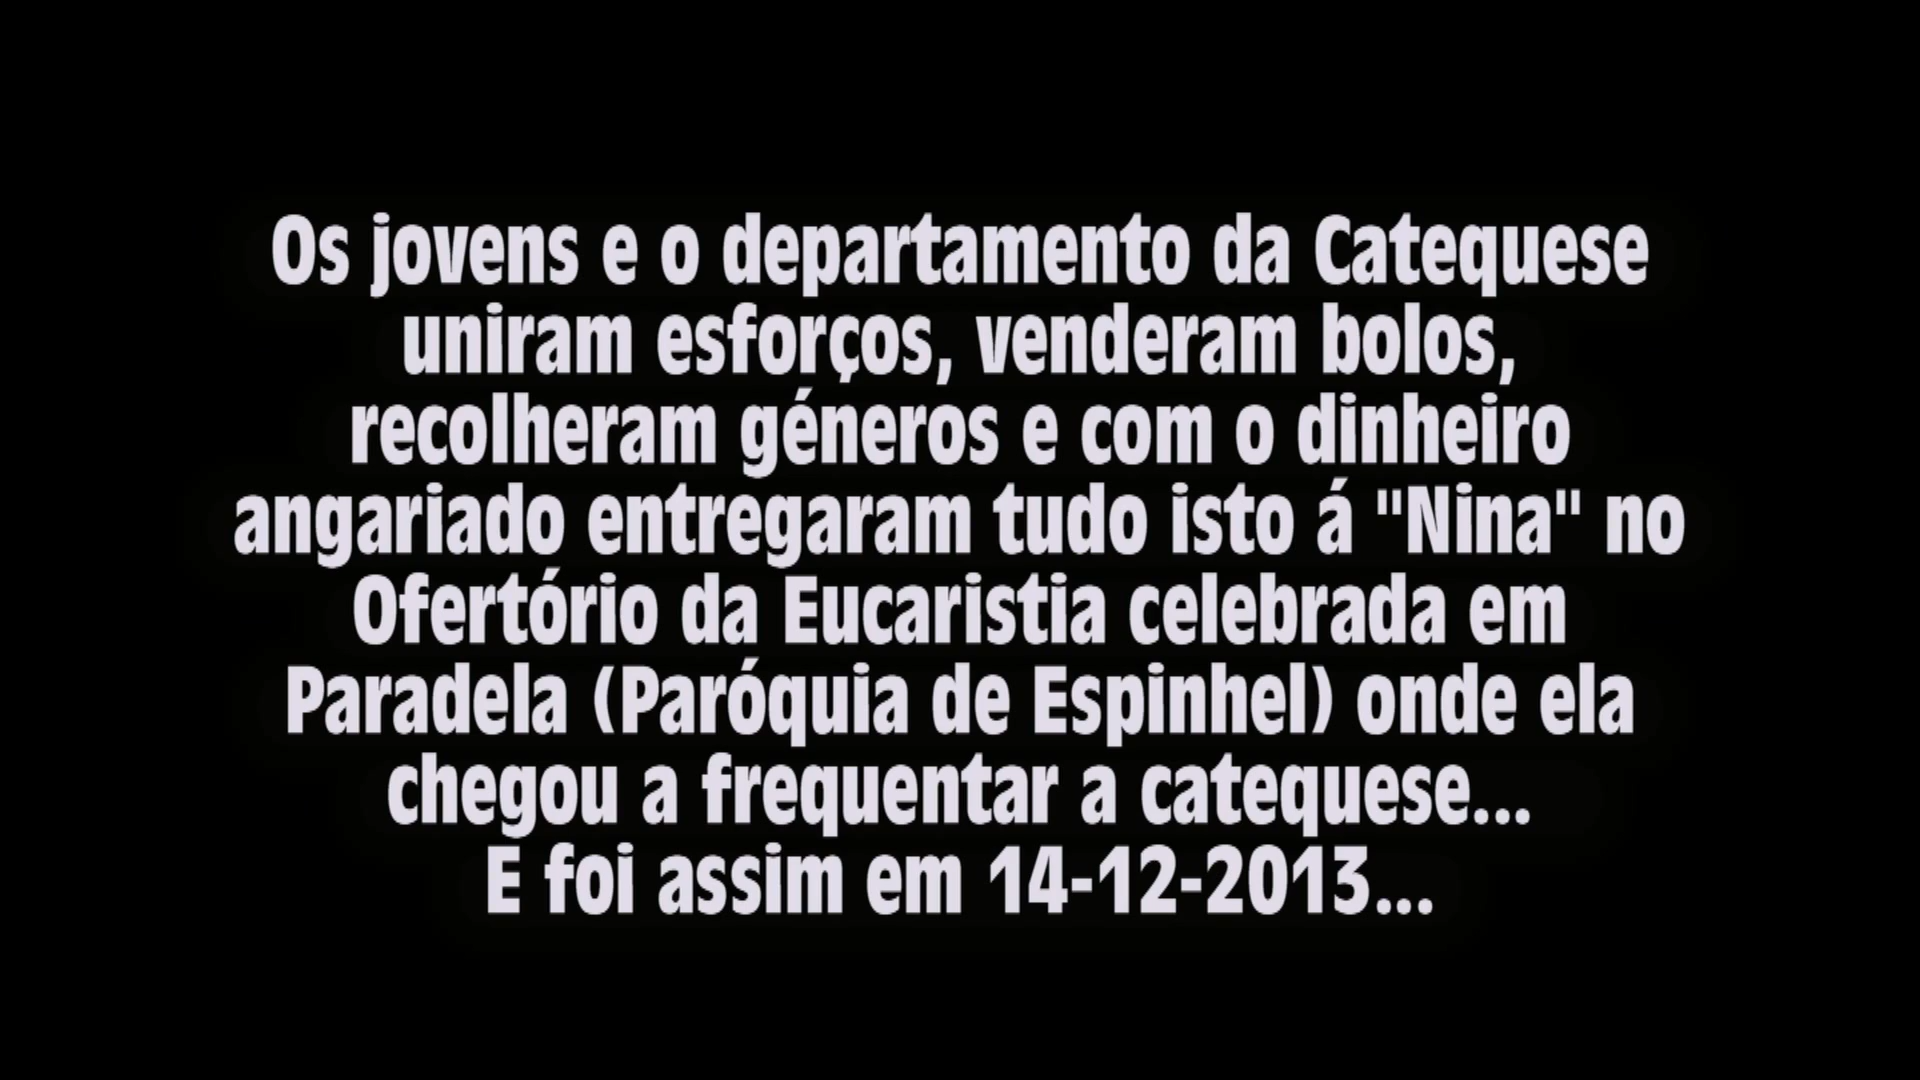 Os jovens e o departamento da Catequese
uniram esforços, venderam bolos,
recolheram géneros e com o dinheiro
angariado entregaram tudo isto á "Nina" no
Ofertório da Eucaristia celebrada em
Paradela (Paróquia de Espinhel) onde ela
chegou a frequentar a catequese...
E foi assim em 14-12-2013...